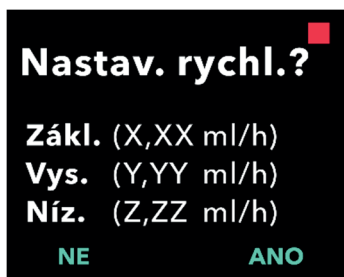 Nastav. rychl.?
Zákl. (X,XX ml/h)
Vys. (Y,YY ml/h)
Níz. (Z,ZZ ml/h)
NE ANO